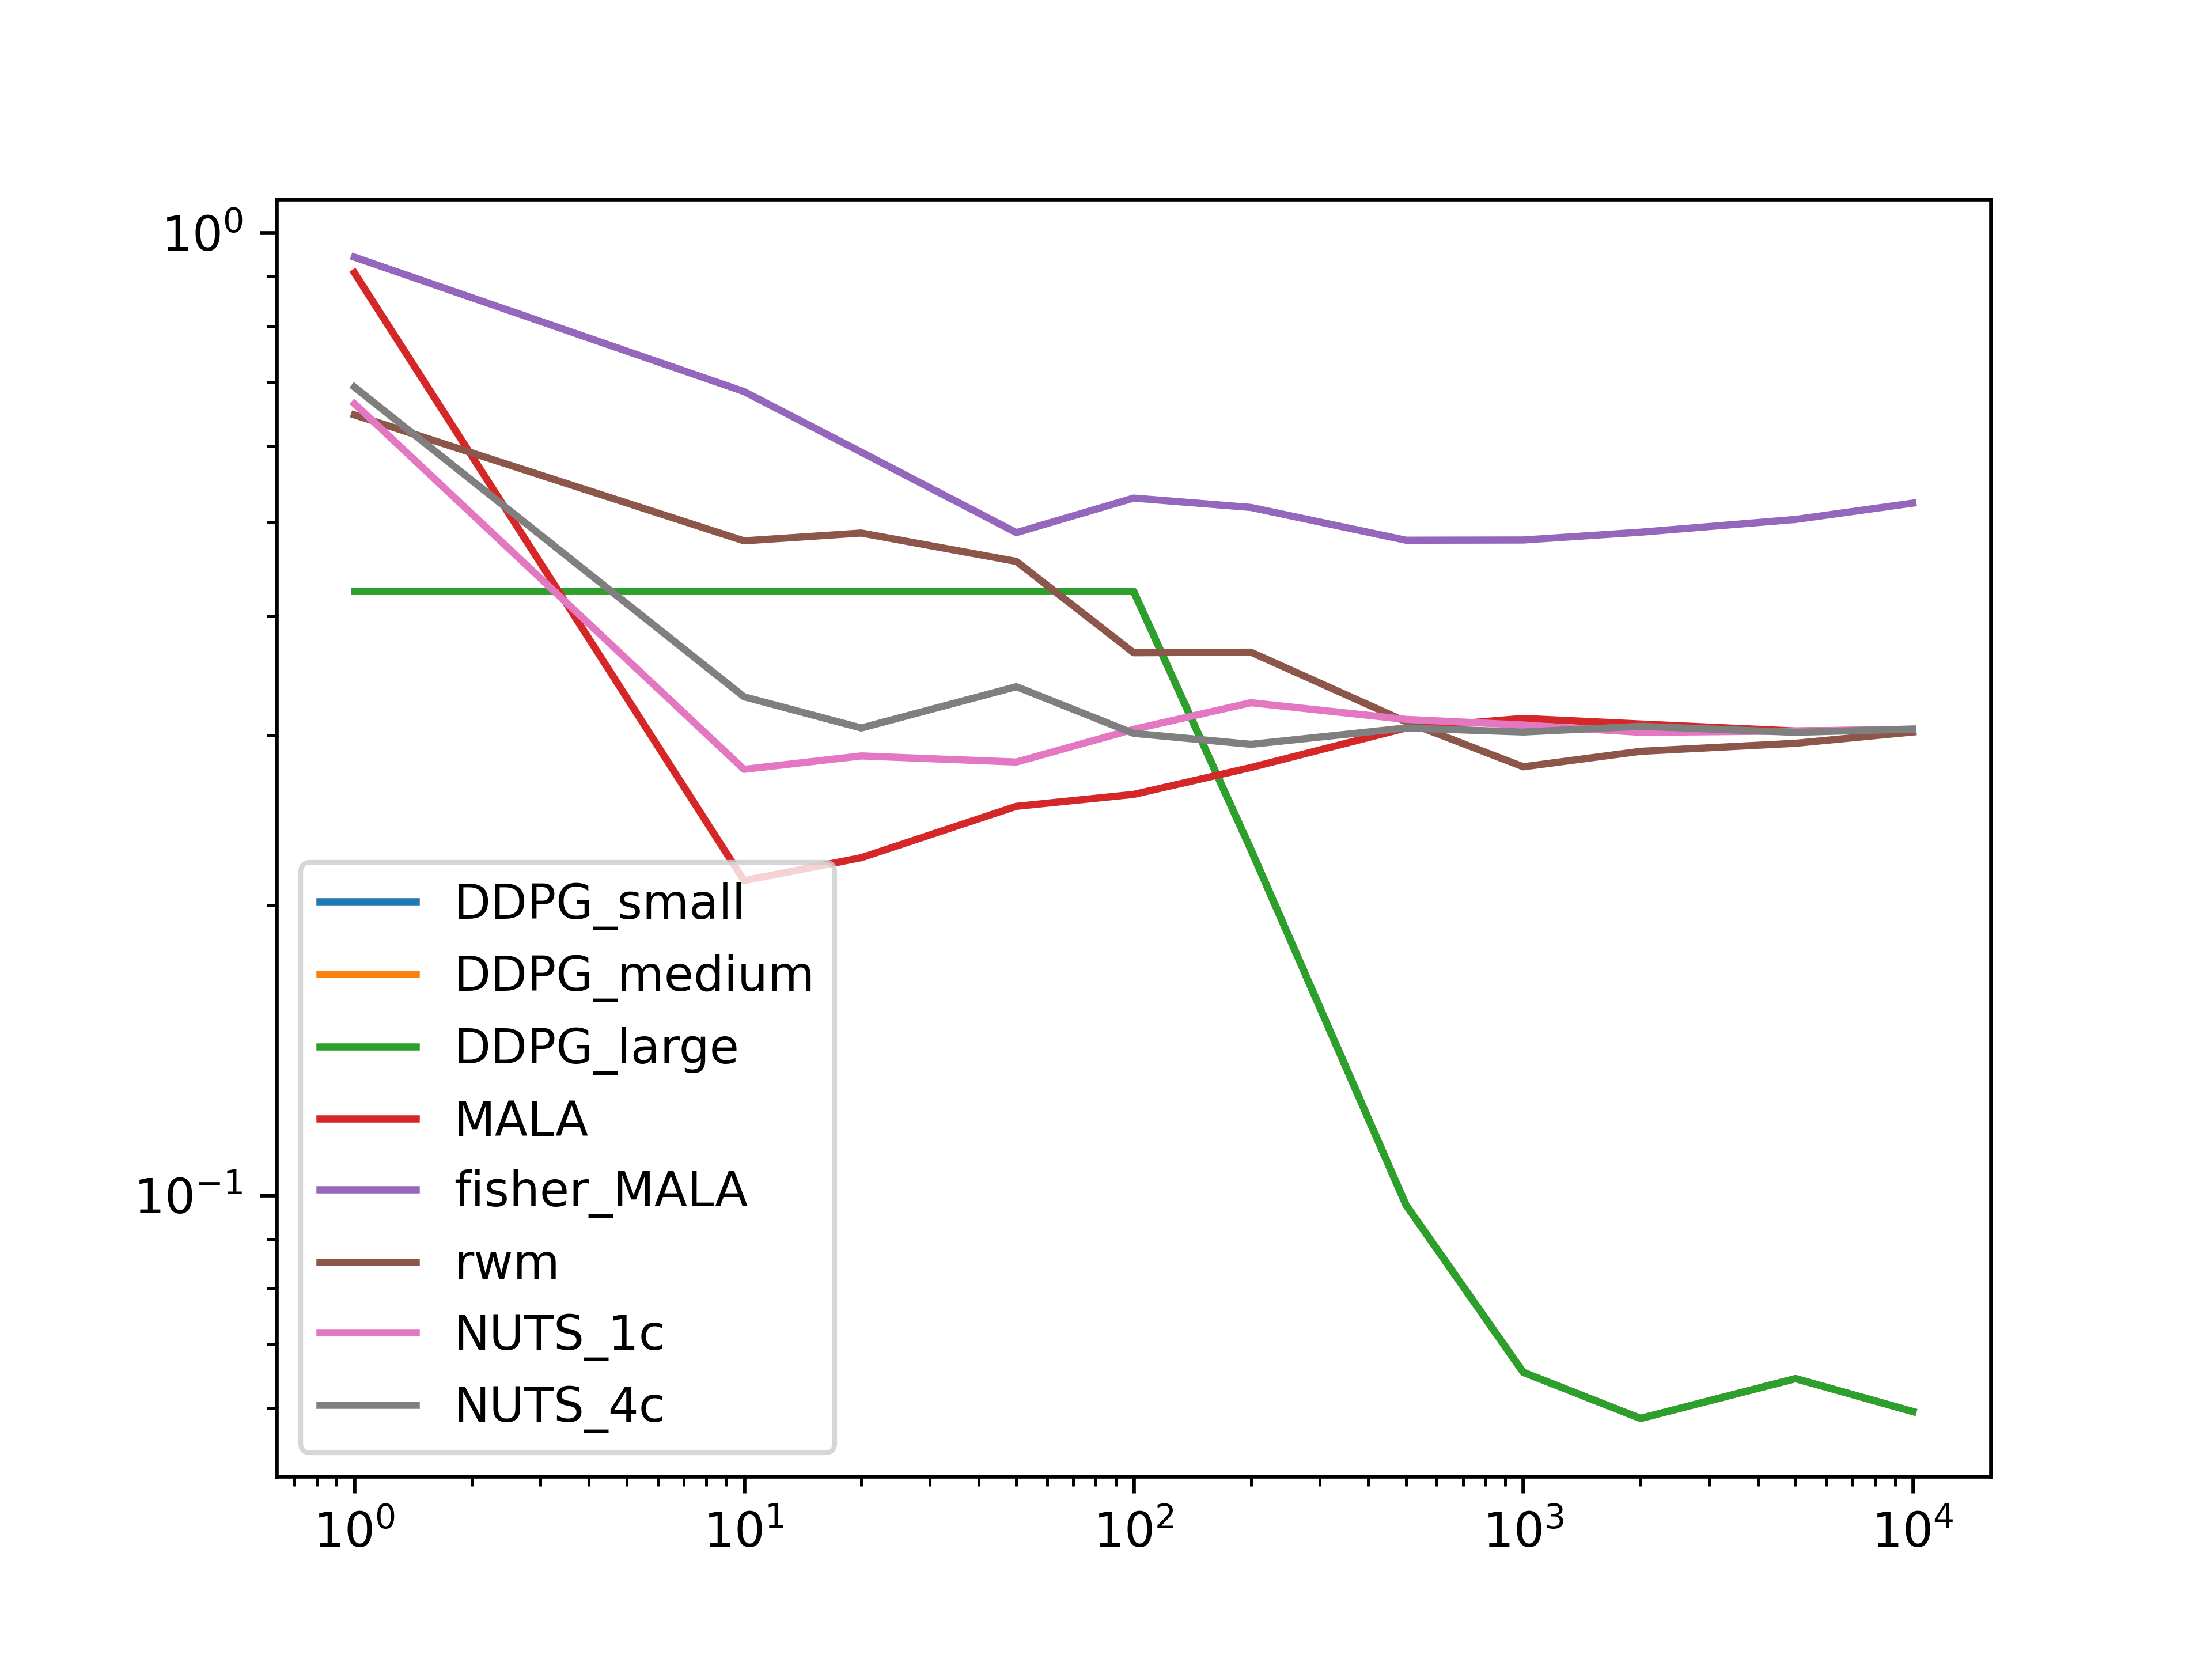 10⁰
10⁻¹
DDPG_small
DDPG_medium
DDPG_large
MALA
fisher_MALA
rwm
NUTS_1c
NUTS_4c
10⁰ 10¹ 10² 10³ 10⁴